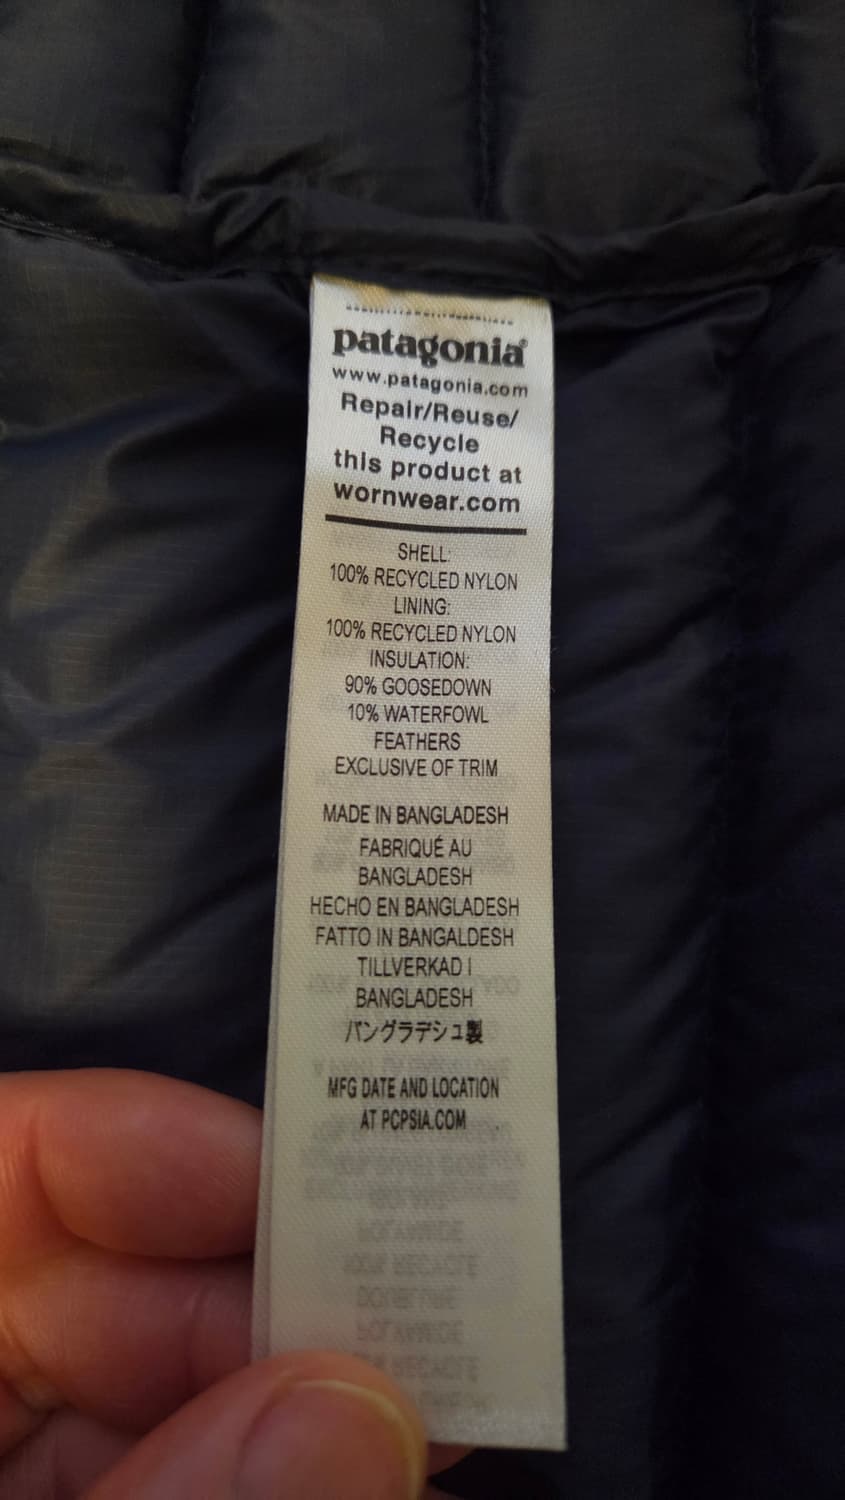 patagonia®
www.patagonia.com
Repair/Reuse/
Recycle
this product at
wornwear.com
SHELL:
100% RECYCLED NYLON
LINING:
100% RECYCLED NYLON
INSULATION:
90% GOOSEDOWN
10% WATERFOWL
FEATHERS
EXCLUSIVE OF TRIM
MADE IN BANGLADESH
FABRIQUÉ AU
BANGLADESH
HECHO EN BANGLADESH
FATTO IN BANGALDESH
TILLVERKAD I
BANGLADESH
バングラデシュ製
MFG DATE AND LOCATION
AT PCPSIA.COM